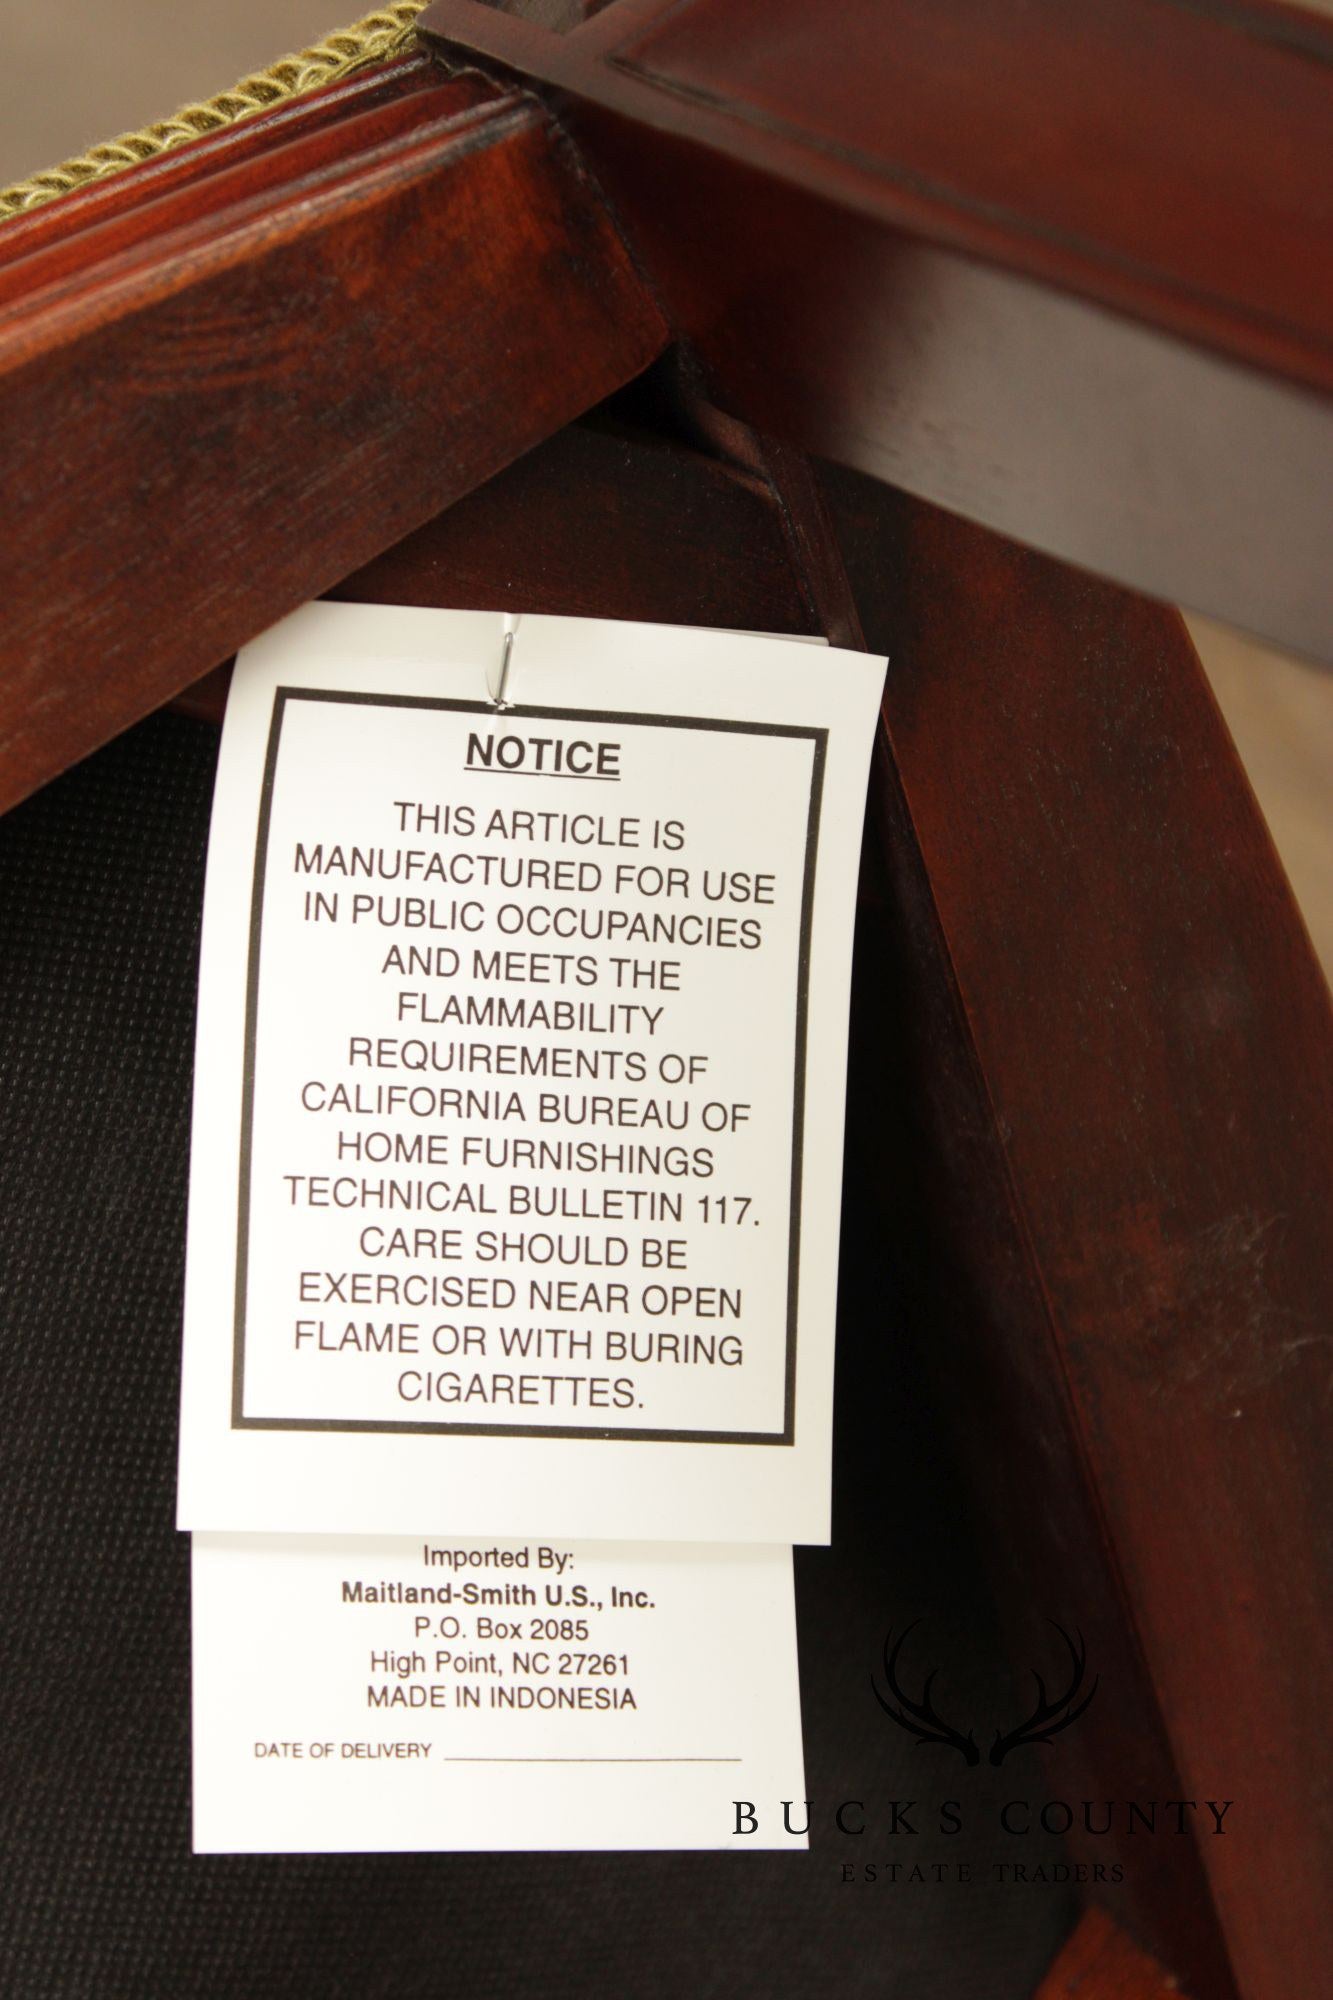 NOTICE
THIS ARTICLE IS
MANUFACTURED FOR USE
IN PUBLIC OCCUPANCIES
AND MEETS THE
FLAMMABILITY
REQUIREMENTS OF
CALIFORNIA BUREAU OF
HOME FURNISHINGS
TECHNICAL BULLETIN 117.
CARE SHOULD BE
EXERCISED NEAR OPEN
FLAME OR WITH BURING
CIGARETTES.
Imported By:
Maitland-Smith U.S., Inc.
P.O. Box 2085
High Point, NC 27261
MADE IN INDONESIA
DATE OF DELIVERY
BUCKS COUNTY
ESTATE TRADERS